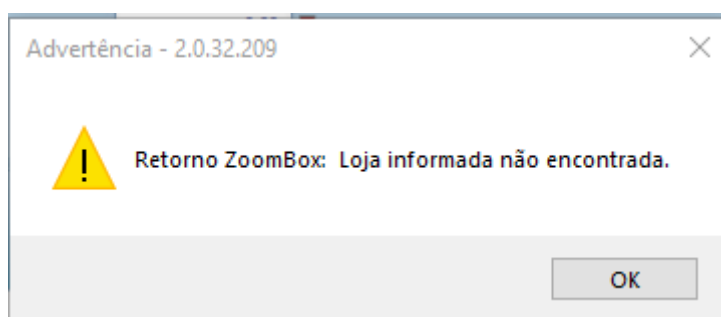 Advertência - 2.0.32.209
Retorno ZoomBox:  Loja informada não encontrada.
OK